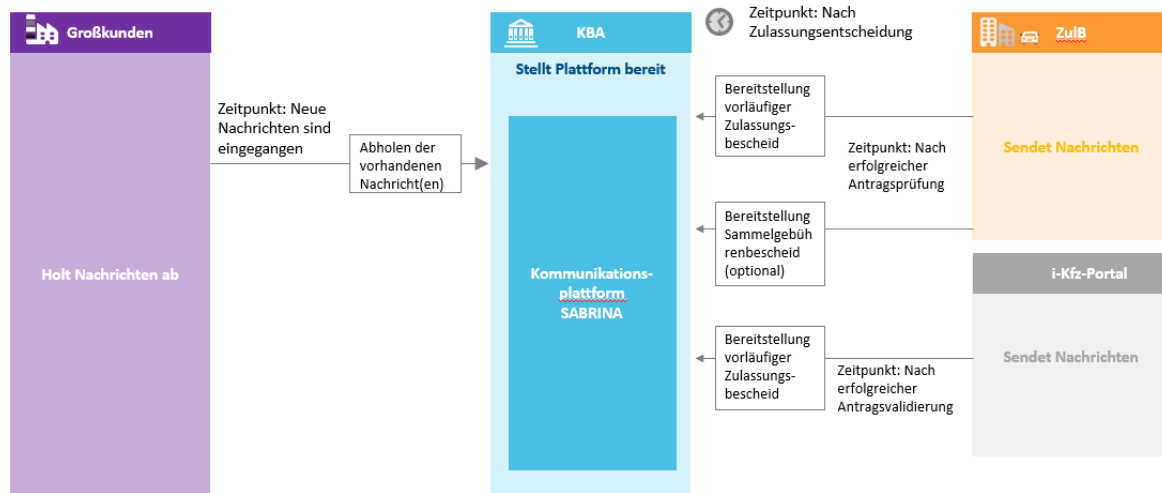 Großkunden
Zeitpunkt: Neue
Nachrichten sind
eingegangen
Abholen der
vorhandenen
Nachricht(en)
Holt Nachrichten ab
KBA
Stellt Plattform bereit
Kommunikations-
plattform
SABRINA
Zeitpunkt: Nach
Zulassungsentscheidung
Bereitstellung
vorläufiger
Zulassungs-
bescheid
Zeitpunkt: Nach
erfolgreicher
Antragsprüfung
Bereitstellung
Sammelgebüh
renbescheid
(optional)
Bereitstellung
vorläufiger
Zulassungs-
bescheid
Zeitpunkt: Nach
erfolgreicher
Antragsvalidierung
ZulB
Sendet Nachrichten
i-Kfz-Portal
Sendet Nachrichten